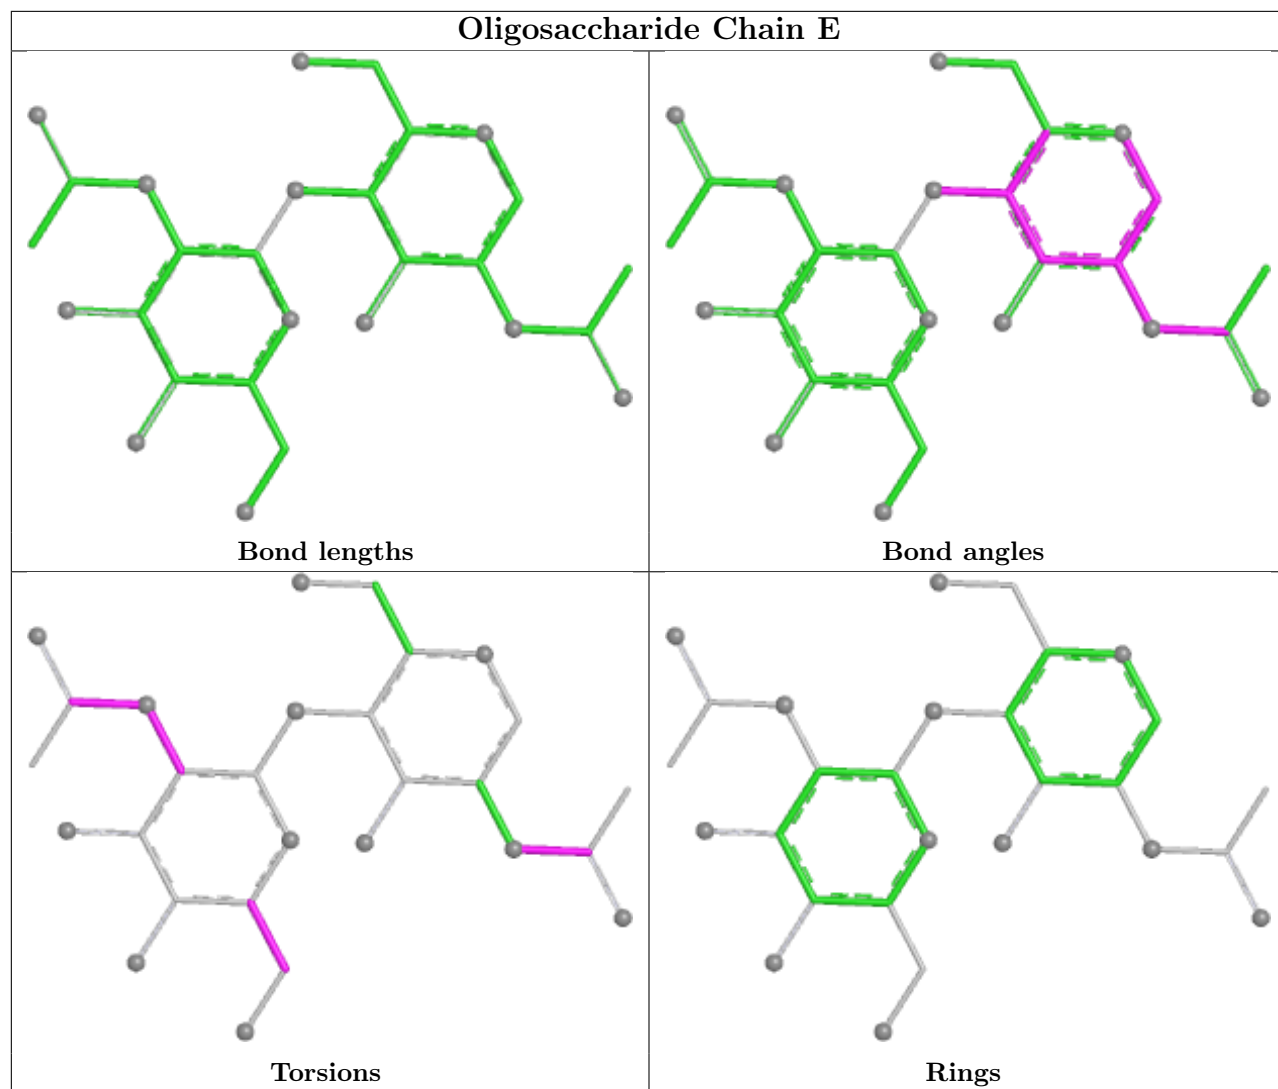 Oligosaccharide Chain E
Bond lengths
Bond angles
Torsions
Rings